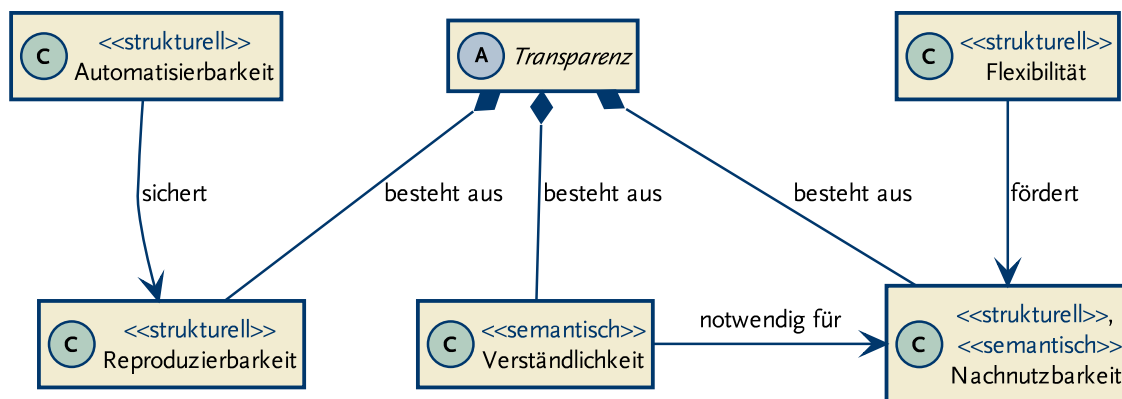 C
<<strukturell>>
Automatisierbarkeit
A
Transparenz
C
<<strukturell>>
Flexibilität
sichert
besteht aus
besteht aus
besteht aus
fördert
C
<<strukturell>>
Reproduzierbarkeit
C
<<semantisch>>
Verständlichkeit
notwendig für
C
<<strukturell>>,
<<semantisch>>
Nachnutzbarkeit